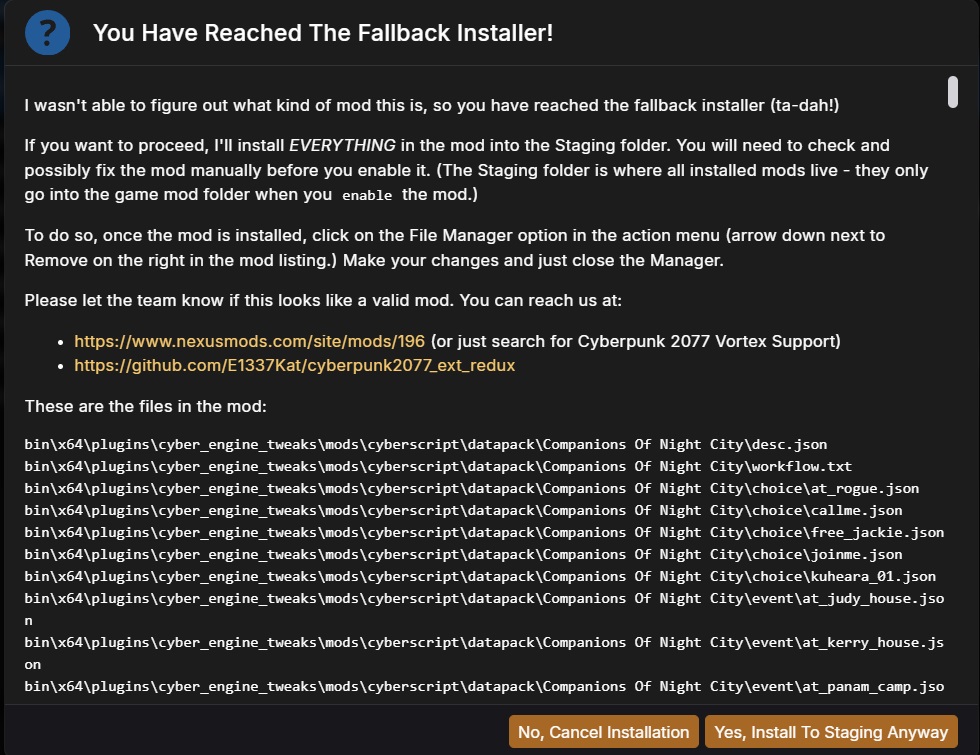 ?
You Have Reached The Fallback Installer!
I wasn't able to figure out what kind of mod this is, so you have reached the fallback installer (ta-dah!)
If you want to proceed, I'll install EVERYTHING in the mod into the Staging folder. You will need to check and
possibly fix the mod manually before you enable it. (The Staging folder is where all installed mods live - they only
go into the game mod folder when you enable the mod.)
To do so, once the mod is installed, click on the File Manager option in the action menu (arrow down next to
Remove on the right in the mod listing.) Make your changes and just close the Manager.
Please let the team know if this looks like a valid mod. You can reach us at:
• https://www.nexusmods.com/site/mods/196 (or just search for Cyberpunk 2077 Vortex Support)
• https://github.com/E1337Kat/cyberpunk2077_ext_redux
These are the files in the mod:
bin\x64\plugins\cyber_engine_tweaks\mods\cyberscript\datapack\Companions Of Night City\desc.json
bin\x64\plugins\cyber_engine_tweaks\mods\cyberscript\datapack\Companions Of Night City\workflow.txt
bin\x64\plugins\cyber_engine_tweaks\mods\cyberscript\datapack\Companions Of Night City\choice\at_rogue.json
bin\x64\plugins\cyber_engine_tweaks\mods\cyberscript\datapack\Companions Of Night City\choice\callme.json
bin\x64\plugins\cyber_engine_tweaks\mods\cyberscript\datapack\Companions Of Night City\choice\free_jackie.json
bin\x64\plugins\cyber_engine_tweaks\mods\cyberscript\datapack\Companions Of Night City\choice\joinme.json
bin\x64\plugins\cyber_engine_tweaks\mods\cyberscript\datapack\Companions Of Night City\choice\kuheara_01.json
bin\x64\plugins\cyber_engine_tweaks\mods\cyberscript\datapack\Companions Of Night City\event\at_judy_house.jso
n
bin\x64\plugins\cyber_engine_tweaks\mods\cyberscript\datapack\Companions Of Night City\event\at_kerry_house.js
on
bin\x64\plugins\cyber_engine_tweaks\mods\cyberscript\datapack\Companions Of Night City\event\at_panam_camp.jso
No, Cancel Installation
Yes, Install To Staging Anyway